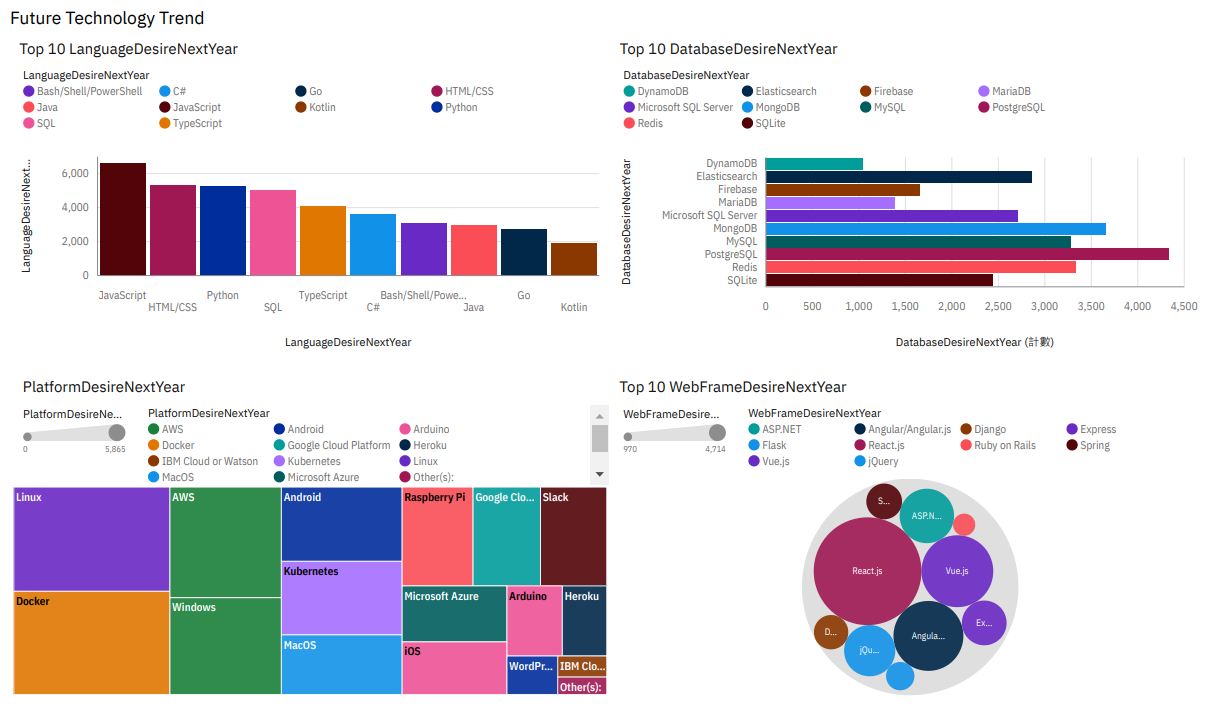 Future Technology Trend
Top 10 LanguageDesireNextYear
LanguageDesireNextYear
Bash/Shell/PowerShell
C#
Go
HTML/CSS
Java
JavaScript
Kotlin
Python
SQL
TypeScript
LanguageDesireNext...
6,000
4,000
2,000
0
JavaScript
HTML/CSS
Python
SQL
TypeScript
C#
Bash/Shell/Powe...
Java
Go
Kotlin
LanguageDesireNextYear
Top 10 DatabaseDesireNextYear
DatabaseDesireNextYear
DynamoDB
Elasticsearch
Firebase
MariaDB
Microsoft SQL Server
MongoDB
MySQL
PostgreSQL
Redis
SQLite
DatabaseDesireNextYear
DynamoDB
Elasticsearch
Firebase
MariaDB
Microsoft SQL Server
MongoDB
MySQL
PostgreSQL
Redis
SQLite
0
500
1,000
1,500
2,000
2,500
3,000
3,500
4,000
4,500
DatabaseDesireNextYear (計數)
PlatformDesireNextYear
PlatformDesireNe...
0
5,865
PlatformDesireNextYear
AWS
Android
Arduino
Docker
Google Cloud Platform
Heroku
IBM Cloud or Watson
Kubernetes
Linux
MacOS
Microsoft Azure
Other(s):
Linux
AWS
Android
Raspberry Pi
Google Clo...
Slack
Kubernetes
Docker
Windows
Microsoft Azure
Arduino
Heroku
MacOS
iOS
WordPr...
IBM Clo...
Other(s):
Top 10 WebFrameDesireNextYear
WebFrameDesire...
970
4,714
WebFrameDesireNextYear
ASP.NET
Angular/Angular.js
Django
Express
Flask
React.js
Ruby on Rails
Spring
Vue.js
jQuery
S...
ASP.N...
React.js
Vue.js
D...
Angula...
Ex...
jQu...